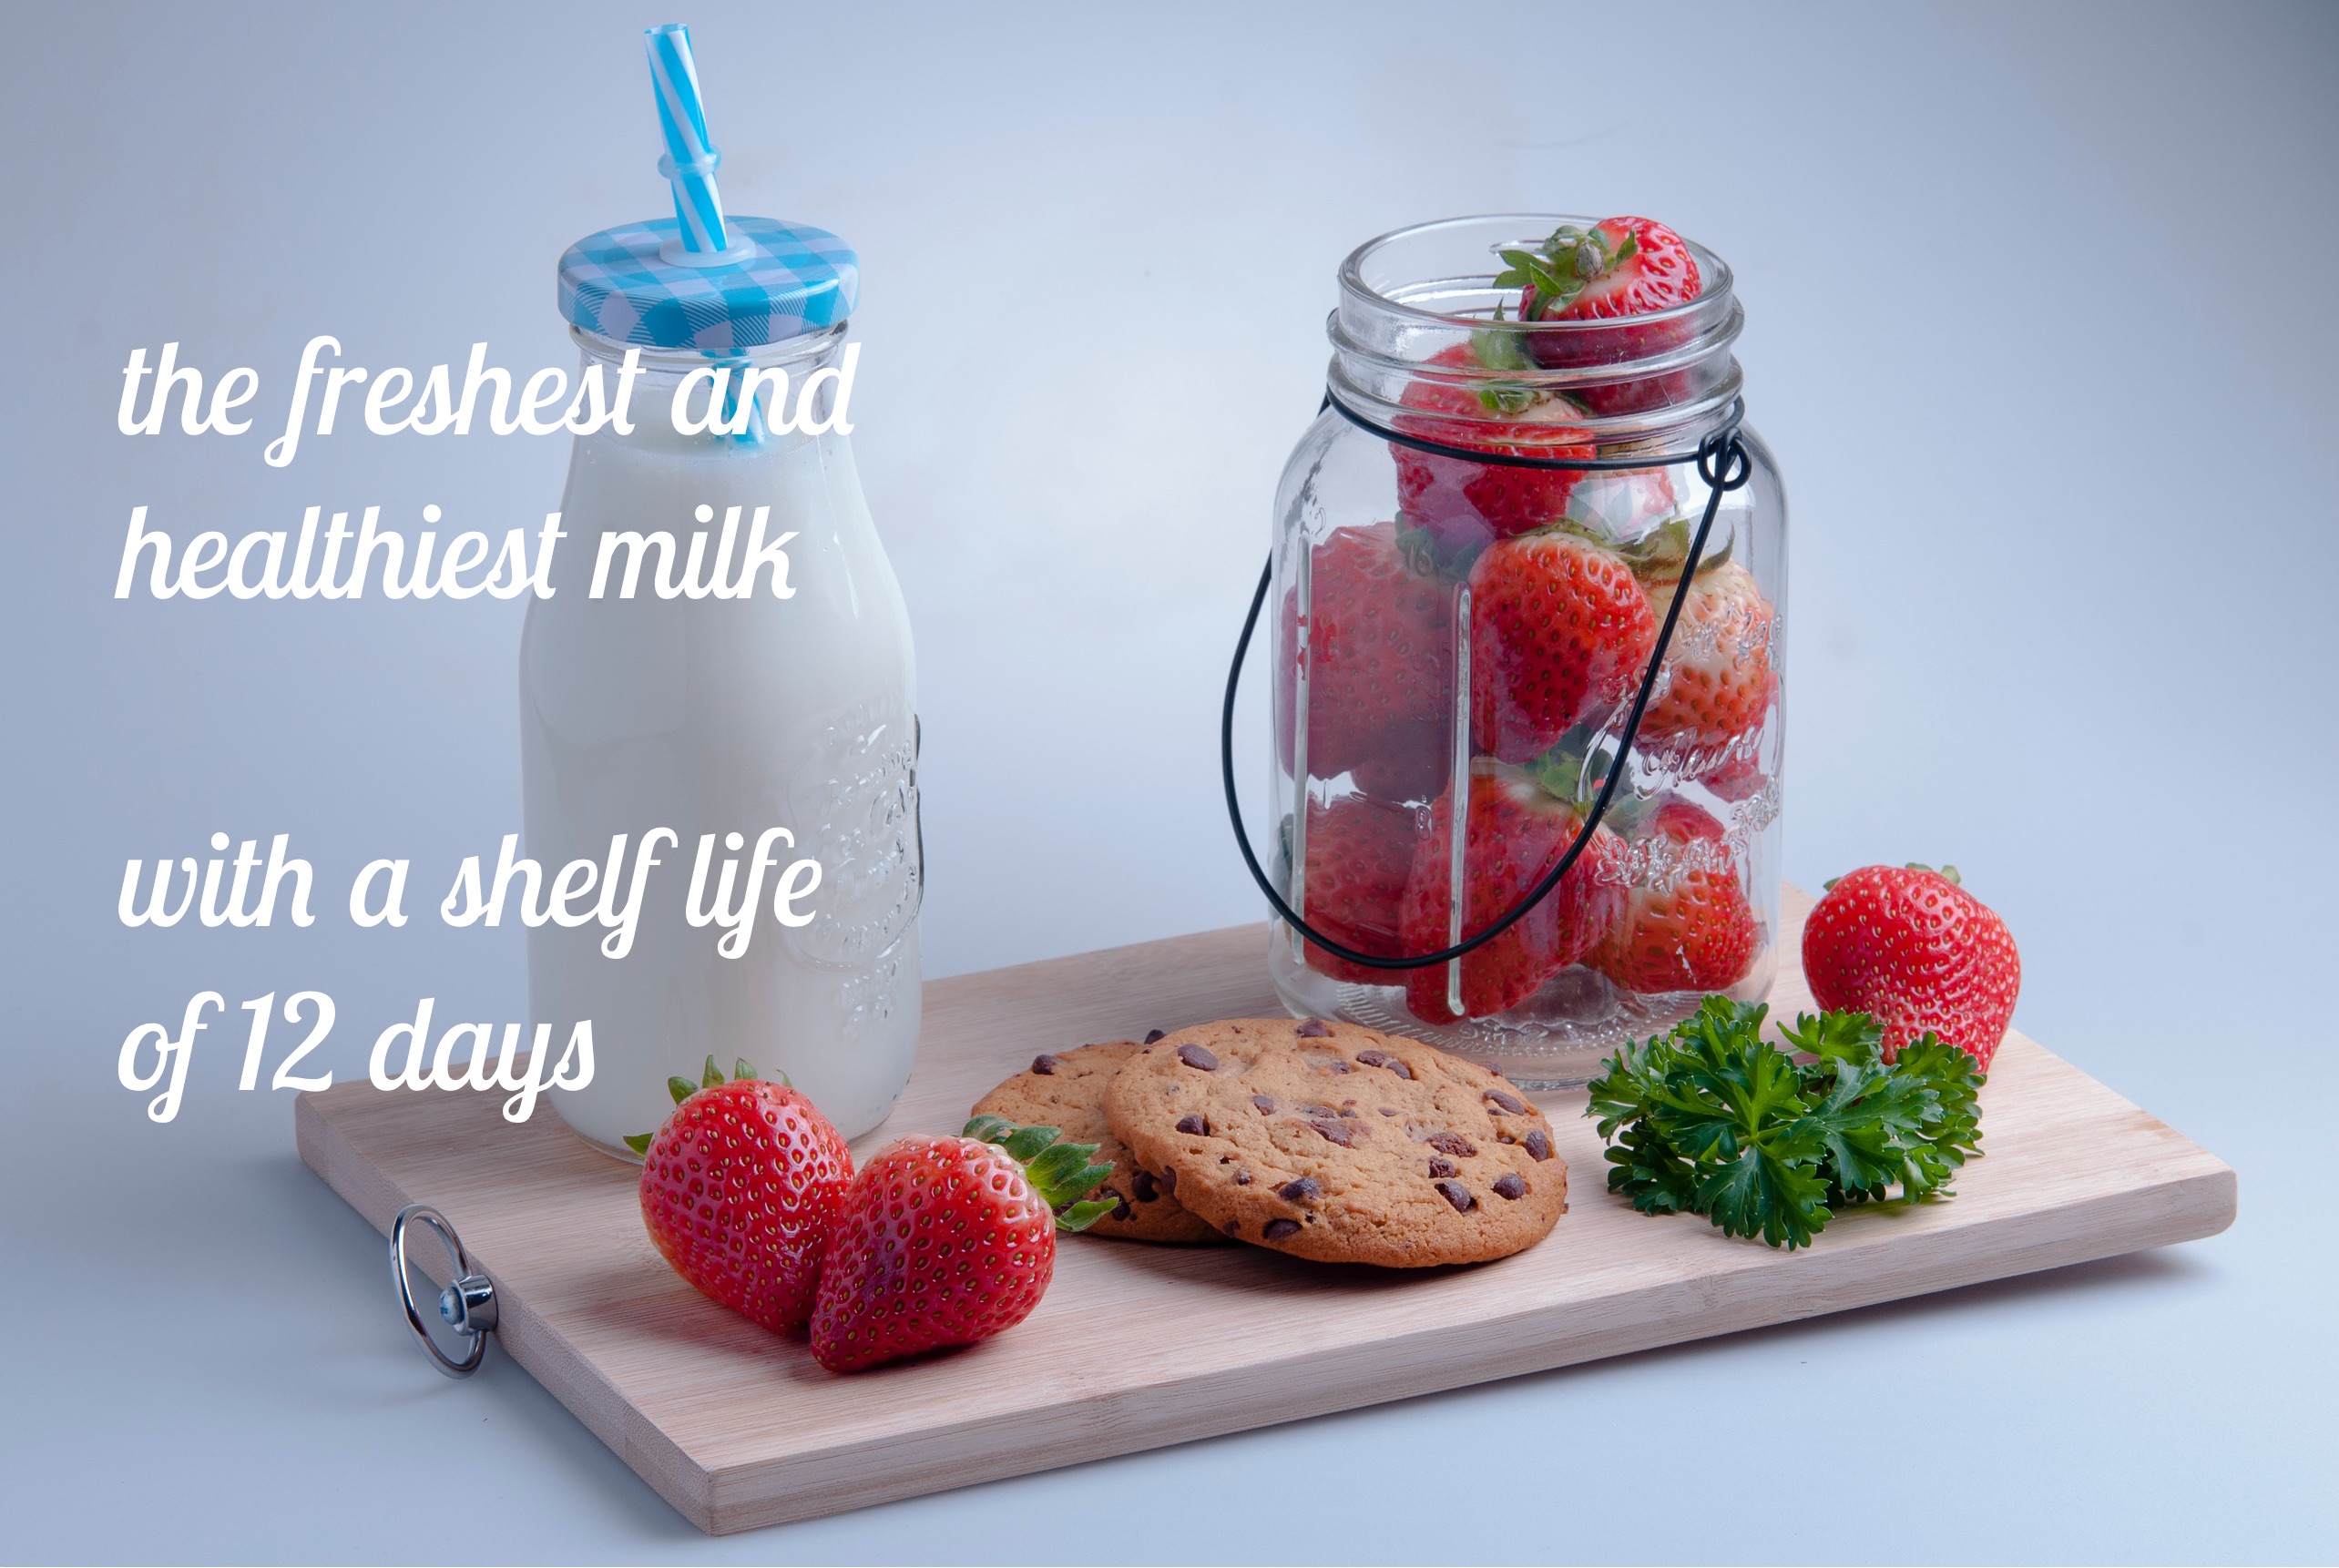 the freshest and
healthiest milk
with a shelf life
of 12 days